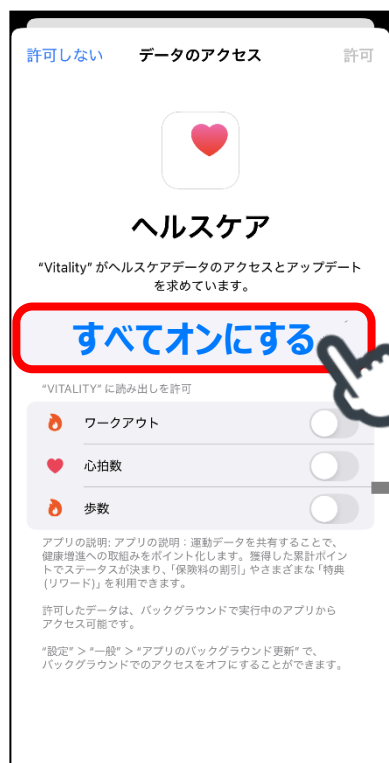 許可しない データのアクセス 許可
ヘルスケア
“Vitality” がヘルスケアデータのアクセスとアップデート
を求めています。
すべてオンにする
“VITALITY” に読み出しを許可
ワークアウト
心拍数
歩数
アプリの説明: アプリの説明：運動データを共有することで、
健康増進への取組みをポイント化します。獲得した累計ポイン
トでステータスが決まり、「保険料の割引」やさまざまな「特典
(リワード)」を利用できます。
許可したデータは、バックグラウンドで実行中のアプリから
アクセス可能です。
“設定” > “一般” > “アプリのバックグラウンド更新” で、
バックグラウンドでのアクセスをオフにすることができます。